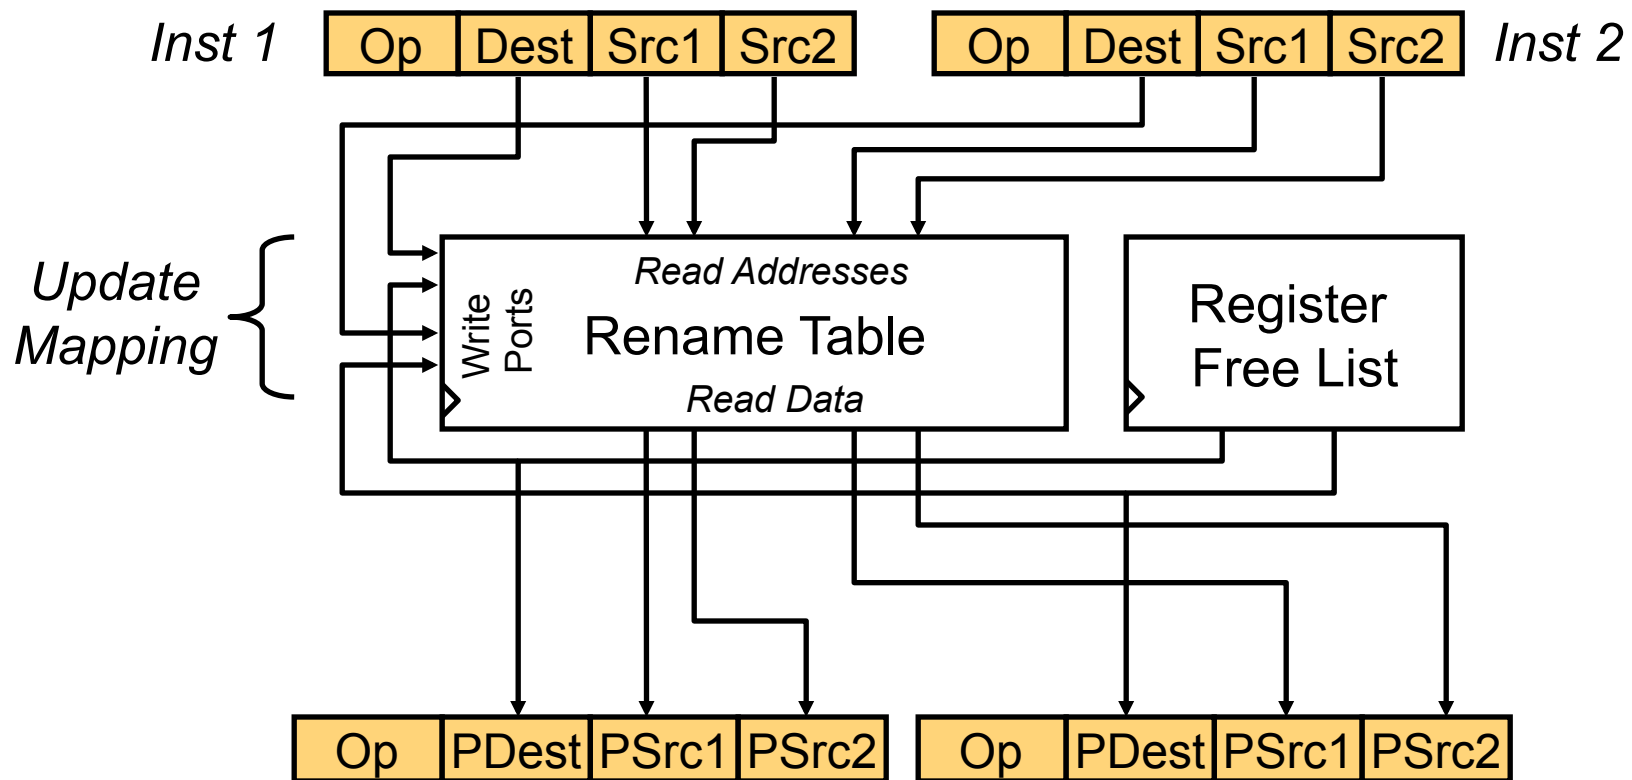 Inst 1 Op Dest Src1 Src2 Op Dest Src1 Src2 Inst 2
Update
Mapping
Write
Ports
Read Addresses
Rename Table
Read Data
Register
Free List
Op PDest PSrc1 PSrc2 Op PDest PSrc1 PSrc2